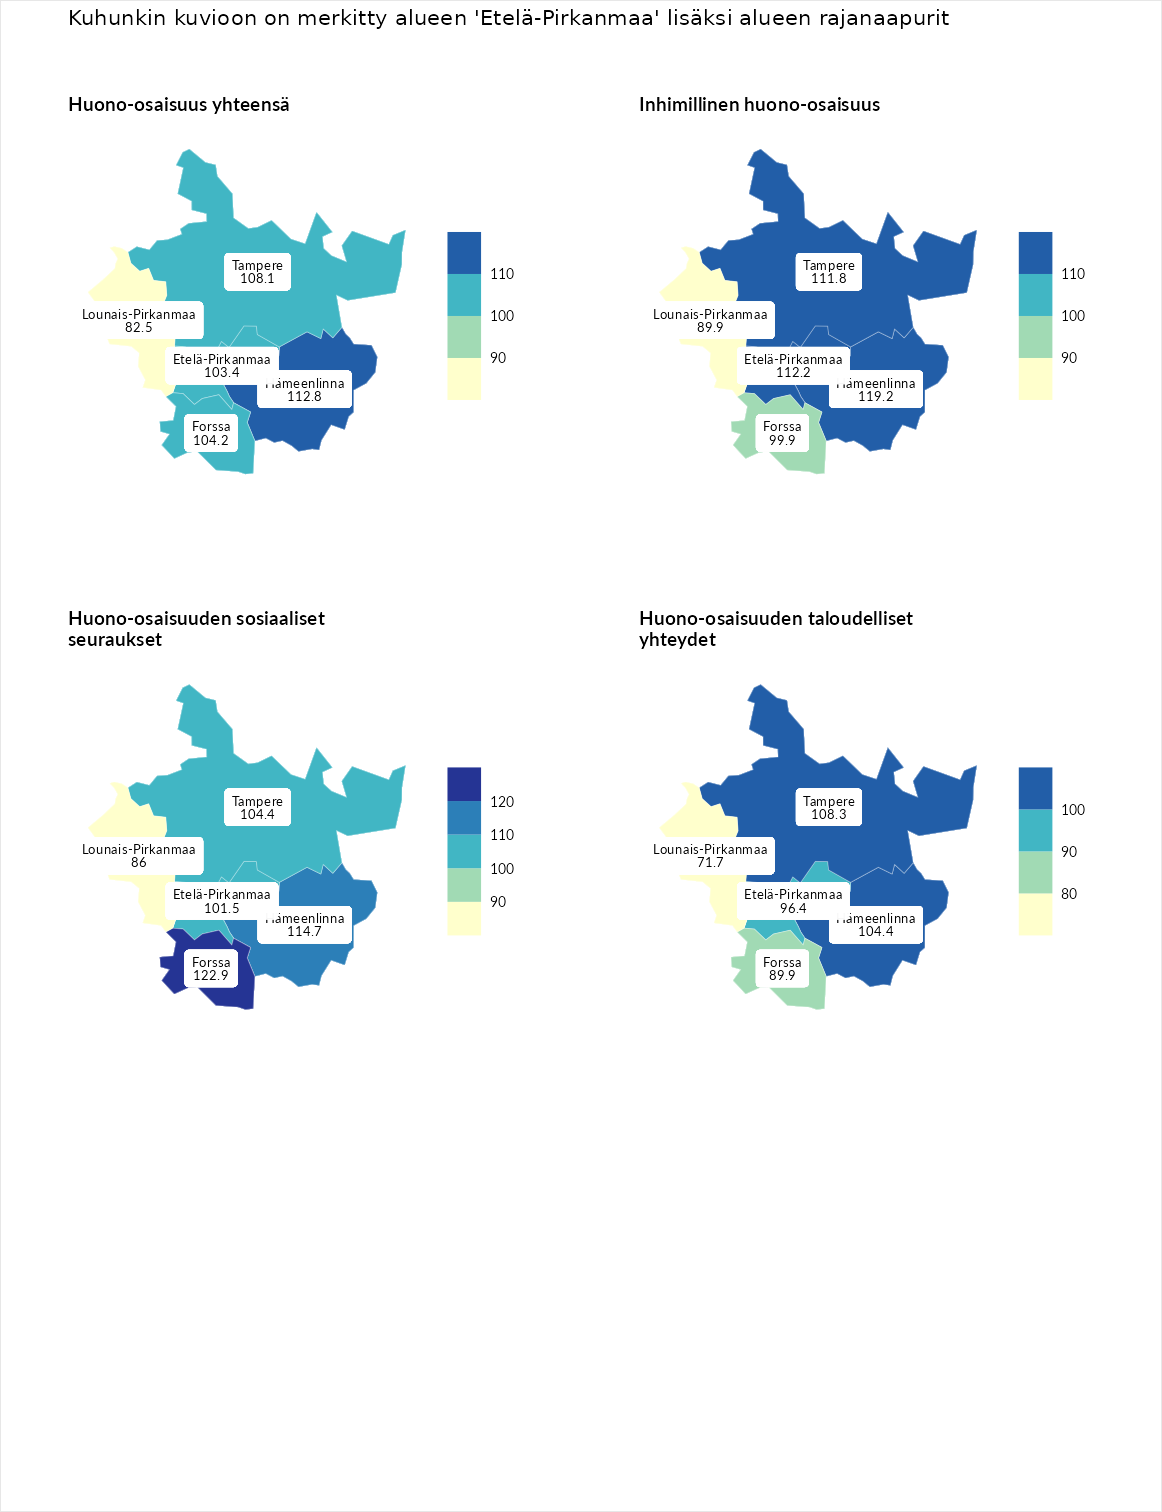 Kuhunkin kuvioon on merkitty alueen 'Etelä-Pirkanmaa' lisäksi alueen rajanaapurit
Huono-osaisuus yhteensä
Tampere
108.1
Lounais-Pirkanmaa
82.5
Etelä-Pirkanmaa
103.4
Hämeenlinna
112.8
Forssa
104.2
110
100
90
Inhimillinen huono-osaisuus
Tampere
111.8
Lounais-Pirkanmaa
89.9
Etelä-Pirkanmaa
112.2
Hämeenlinna
119.2
Forssa
99.9
110
100
90
Huono-osaisuuden sosiaaliset
seuraukset
Tampere
104.4
Lounais-Pirkanmaa
86
Etelä-Pirkanmaa
101.5
Hämeenlinna
114.7
Forssa
122.9
120
110
100
90
Huono-osaisuuden taloudelliset
yhteydet
Tampere
108.3
Lounais-Pirkanmaa
71.7
Etelä-Pirkanmaa
96.4
Hämeenlinna
104.4
Forssa
89.9
100
90
80